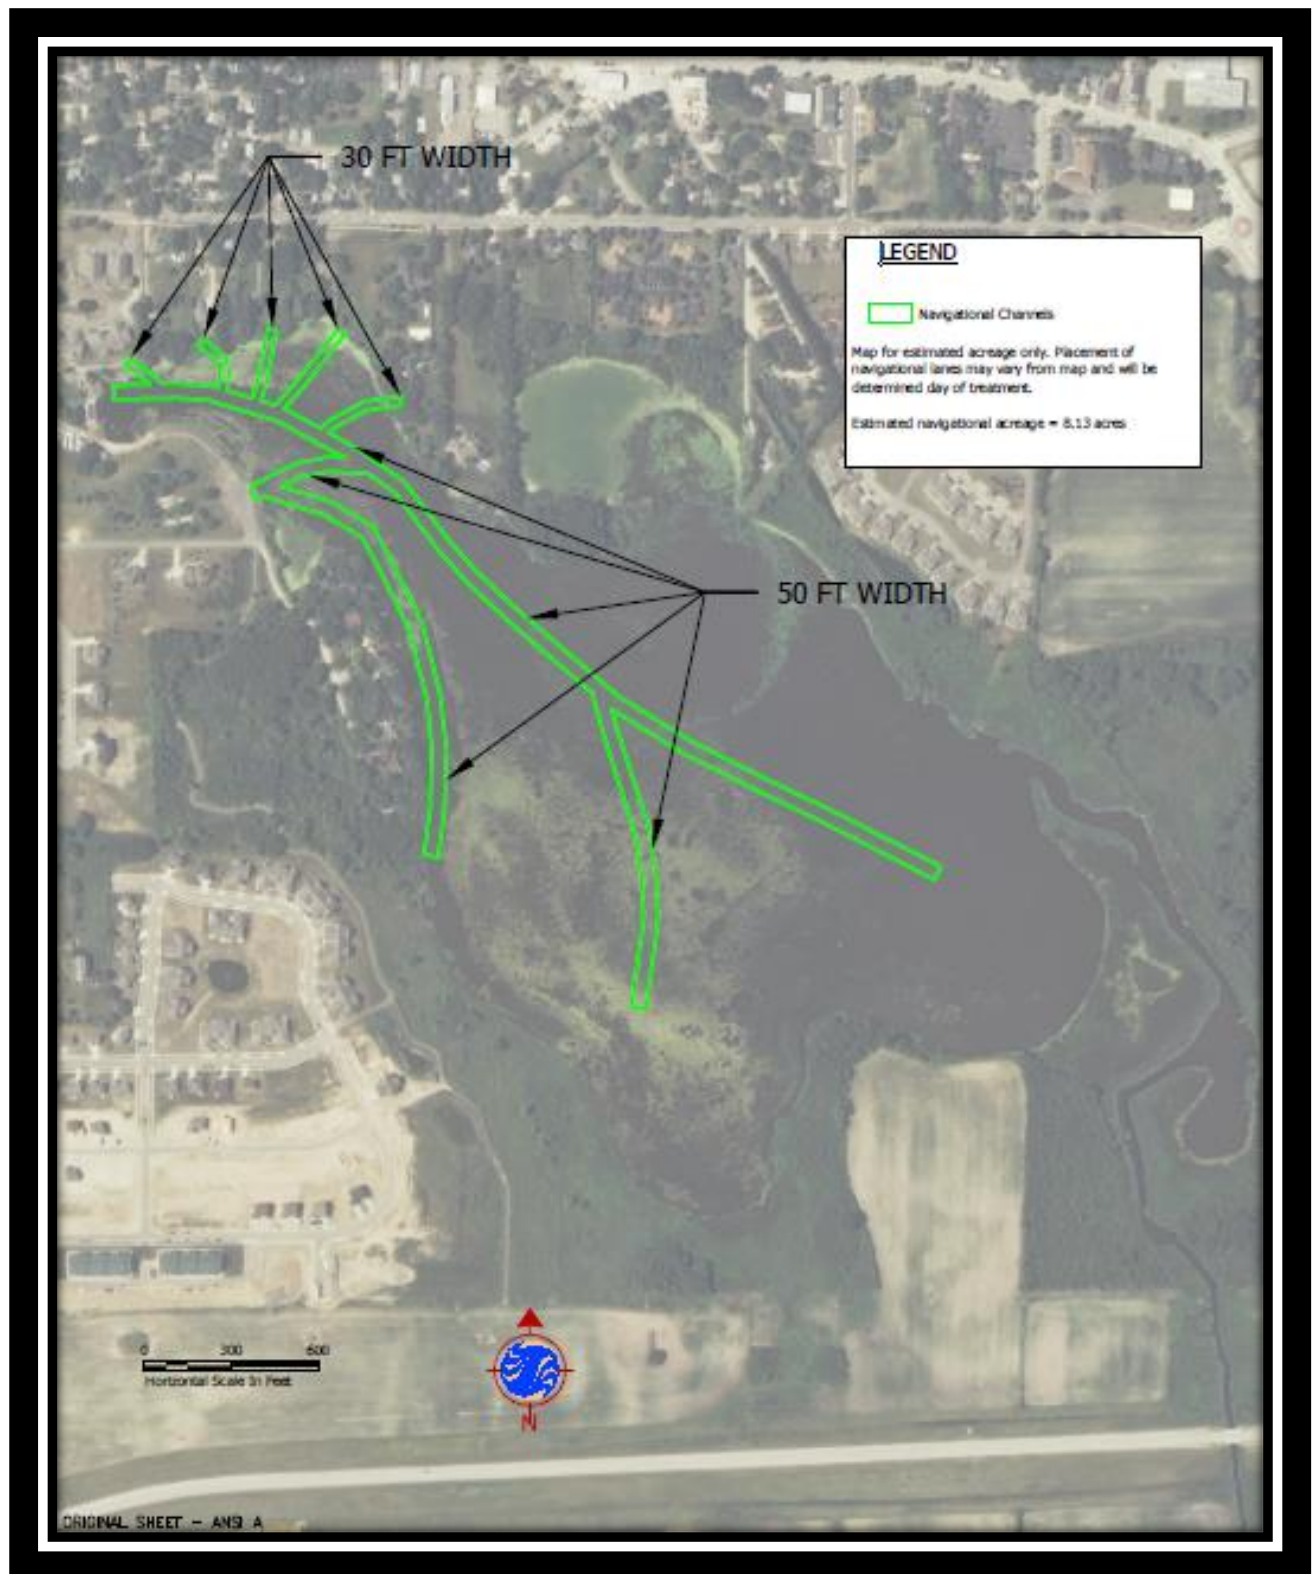 30 FT WIDTH
LEGEND
Navigational Channels
Map for estimated acreage only. Placement of
navigational lanes may vary from map and will be
determined day of treatment.
Estimated navigational acreage = 8.13 acres
50 FT WIDTH
0 300 600
Horizontal Scale In Feet
N
ORIGINAL SHEET - ANSI A